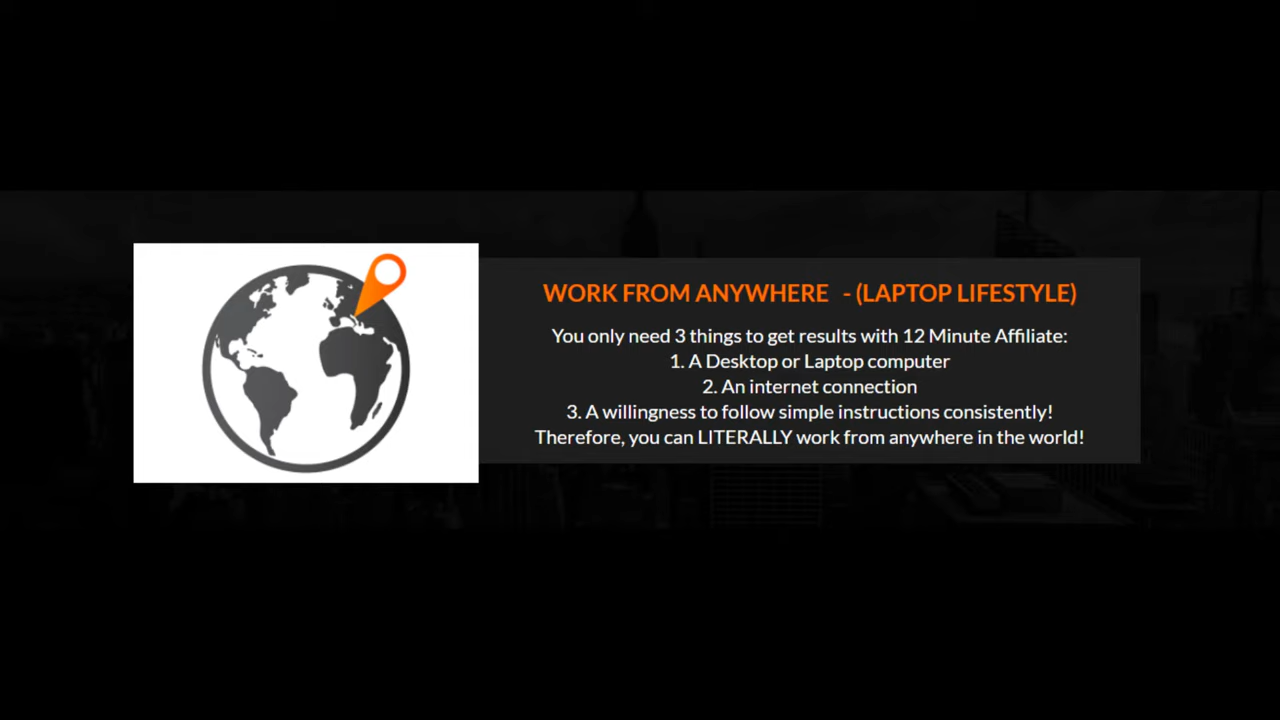 WORK FROM ANYWHERE - (LAPTOP LIFESTYLE)
You only need 3 things to get results with 12 Minute Affiliate:
1. A Desktop or Laptop computer
2. An internet connection
3. A willingness to follow simple instructions consistently!
Therefore, you can LITERALLY work from anywhere in the world!